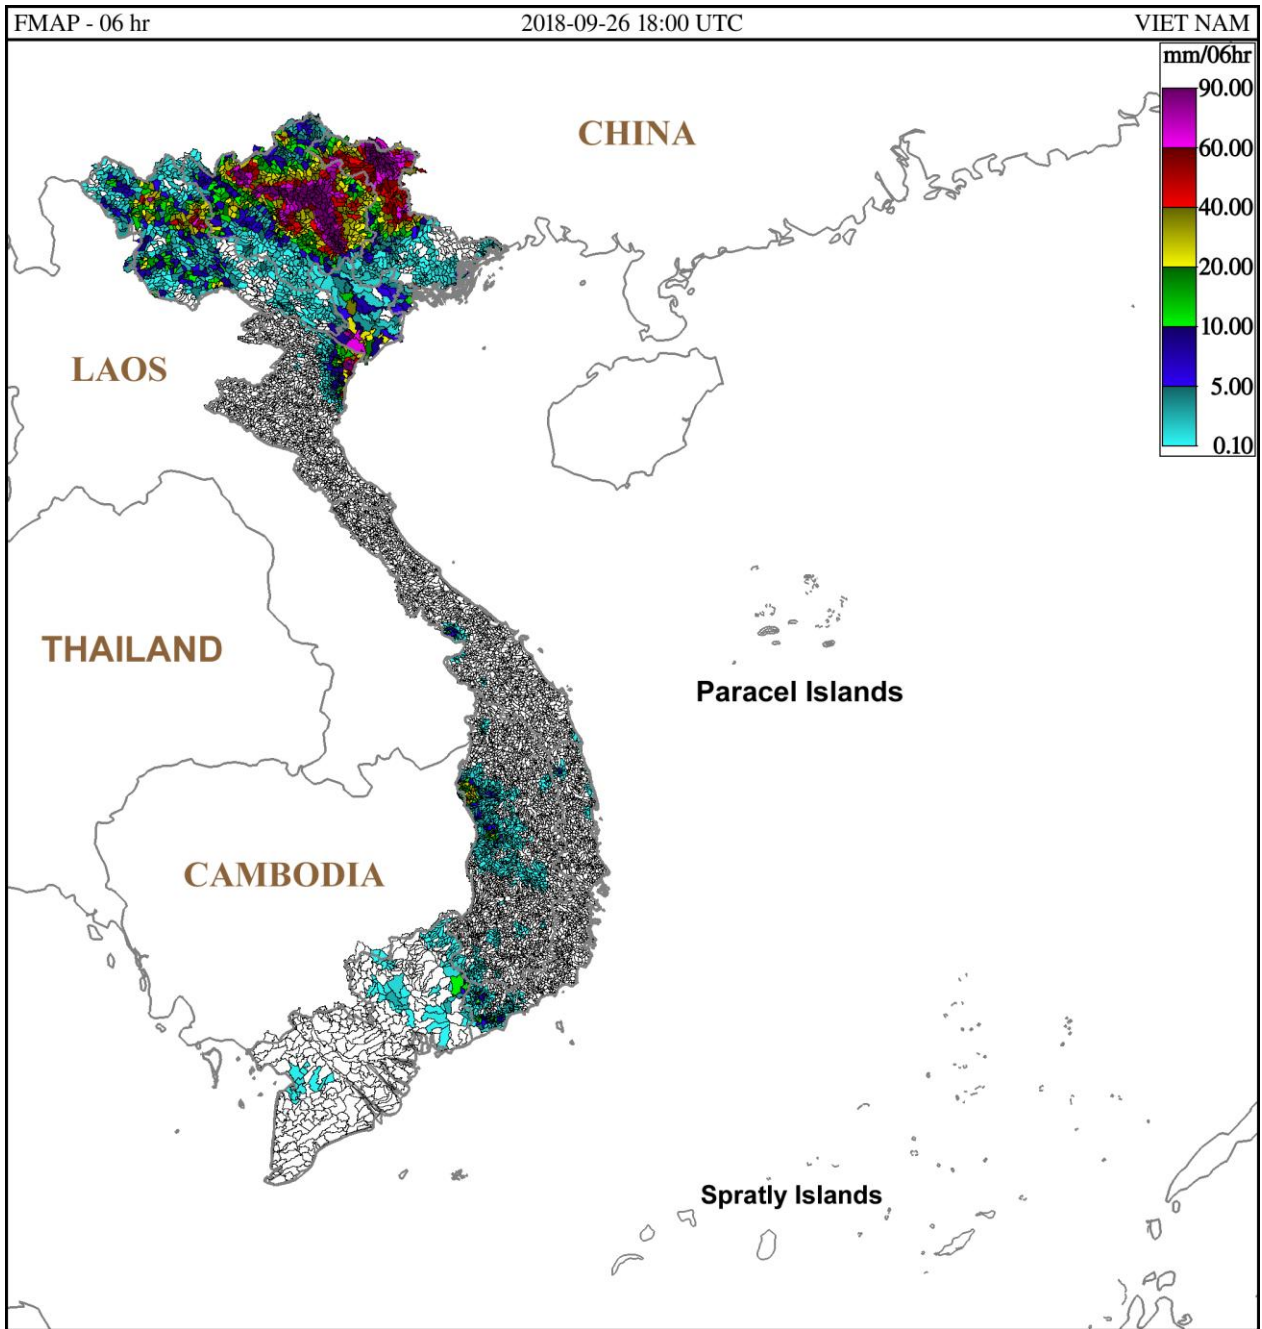 FMAP - 06 hr 2018-09-26 18:00 UTC VIET NAM
mm/06hr
90.00
60.00
40.00
20.00
10.00
5.00
0.10
CHINA
LAOS
THAILAND
Paracel Islands
CAMBODIA
Spratly Islands